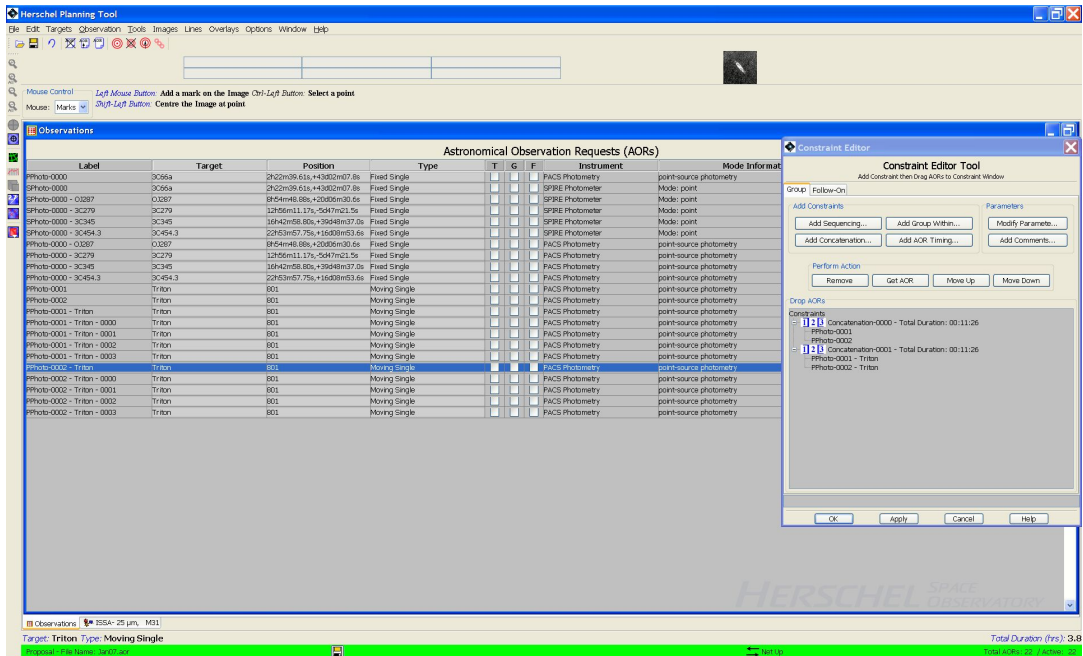 Herschel Planning Tool
File Edit Targets Observation Tools Images Lines Overlays Options Window Help
Mouse Control
Left Mouse Button: Add a mark on the Image Ctrl-Left Button: Select a point
Mouse: Marks
Shift-Left Button: Centre the Image at point
Observations
Astronomical Observation Requests (AORs)
Label Target Position Type T G F Instrument Mode Informat
PPhoto-0000 3C66a 2h22m39.61s,+43d02m07.8s Fixed Single PACS Photometry point-source photometry
SPhoto-0000 3C66a 2h22m39.61s,+43d02m07.8s Fixed Single SPIRE Photometer Mode: point
SPhoto-0000 - OJ287 OJ287 8h54m48.88s,+20d06m30.6s Fixed Single SPIRE Photometer Mode: point
SPhoto-0000 - 3C279 3C279 12h56m11.17s,-5d47m21.5s Fixed Single SPIRE Photometer Mode: point
SPhoto-0000 - 3C345 3C345 16h42m58.80s,+39d48m37.0s Fixed Single SPIRE Photometer Mode: point
SPhoto-0000 - 3C454.3 3C454.3 22h53m57.75s,+16d08m53.6s Fixed Single SPIRE Photometer Mode: point
PPhoto-0000 - OJ287 OJ287 8h54m48.88s,+20d06m30.6s Fixed Single PACS Photometry point-source photometry
PPhoto-0000 - 3C279 3C279 12h56m11.17s,-5d47m21.5s Fixed Single PACS Photometry point-source photometry
PPhoto-0000 - 3C345 3C345 16h42m58.80s,+39d48m37.0s Fixed Single PACS Photometry point-source photometry
PPhoto-0000 - 3C454.3 3C454.3 22h53m57.75s,+16d08m53.6s Fixed Single PACS Photometry point-source photometry
PPhoto-0001 Triton 801 Moving Single PACS Photometry point-source photometry
PPhoto-0002 Triton 801 Moving Single PACS Photometry point-source photometry
PPhoto-0001 - Triton Triton 801 Moving Single PACS Photometry point-source photometry
PPhoto-0001 - Triton - 0000 Triton 801 Moving Single PACS Photometry point-source photometry
PPhoto-0001 - Triton - 0001 Triton 801 Moving Single PACS Photometry point-source photometry
PPhoto-0001 - Triton - 0002 Triton 801 Moving Single PACS Photometry point-source photometry
PPhoto-0001 - Triton - 0003 Triton 801 Moving Single PACS Photometry point-source photometry
PPhoto-0002 - Triton Triton 801 Moving Single PACS Photometry point-source photometry
PPhoto-0002 - Triton - 0000 Triton 801 Moving Single PACS Photometry point-source photometry
PPhoto-0002 - Triton - 0001 Triton 801 Moving Single PACS Photometry point-source photometry
PPhoto-0002 - Triton - 0002 Triton 801 Moving Single PACS Photometry point-source photometry
PPhoto-0002 - Triton - 0003 Triton 801 Moving Single PACS Photometry point-source photometry
Constraint Editor
Constraint Editor Tool
Add Constraint then Drag AORs to Constraint Window
Group Follow-On
Add Constraints Parameters
Add Sequencing... Add Group Within... Modify Paramete...
Add Concatenation... Add AOR Timing... Add Comments...
Perform Action
Remove Get AOR Move Up Move Down
Drop AORs
Constraints
1 2 3 Concatenation-0000 - Total Duration: 00:11:26
PPhoto-0001
PPhoto-0002
1 2 3 Concatenation-0001 - Total Duration: 00:11:26
PPhoto-0001 - Triton
PPhoto-0002 - Triton
OK Apply Cancel Help
HERSCHEL SPACE OBSERVATORY
Observations ISSA- 25 µm, M31
Target: Triton Type: Moving Single Total Duration (hrs): 3.8
Proposal - File Name: Jan07.aor Net Up Total AORs: 22 / Active: 22